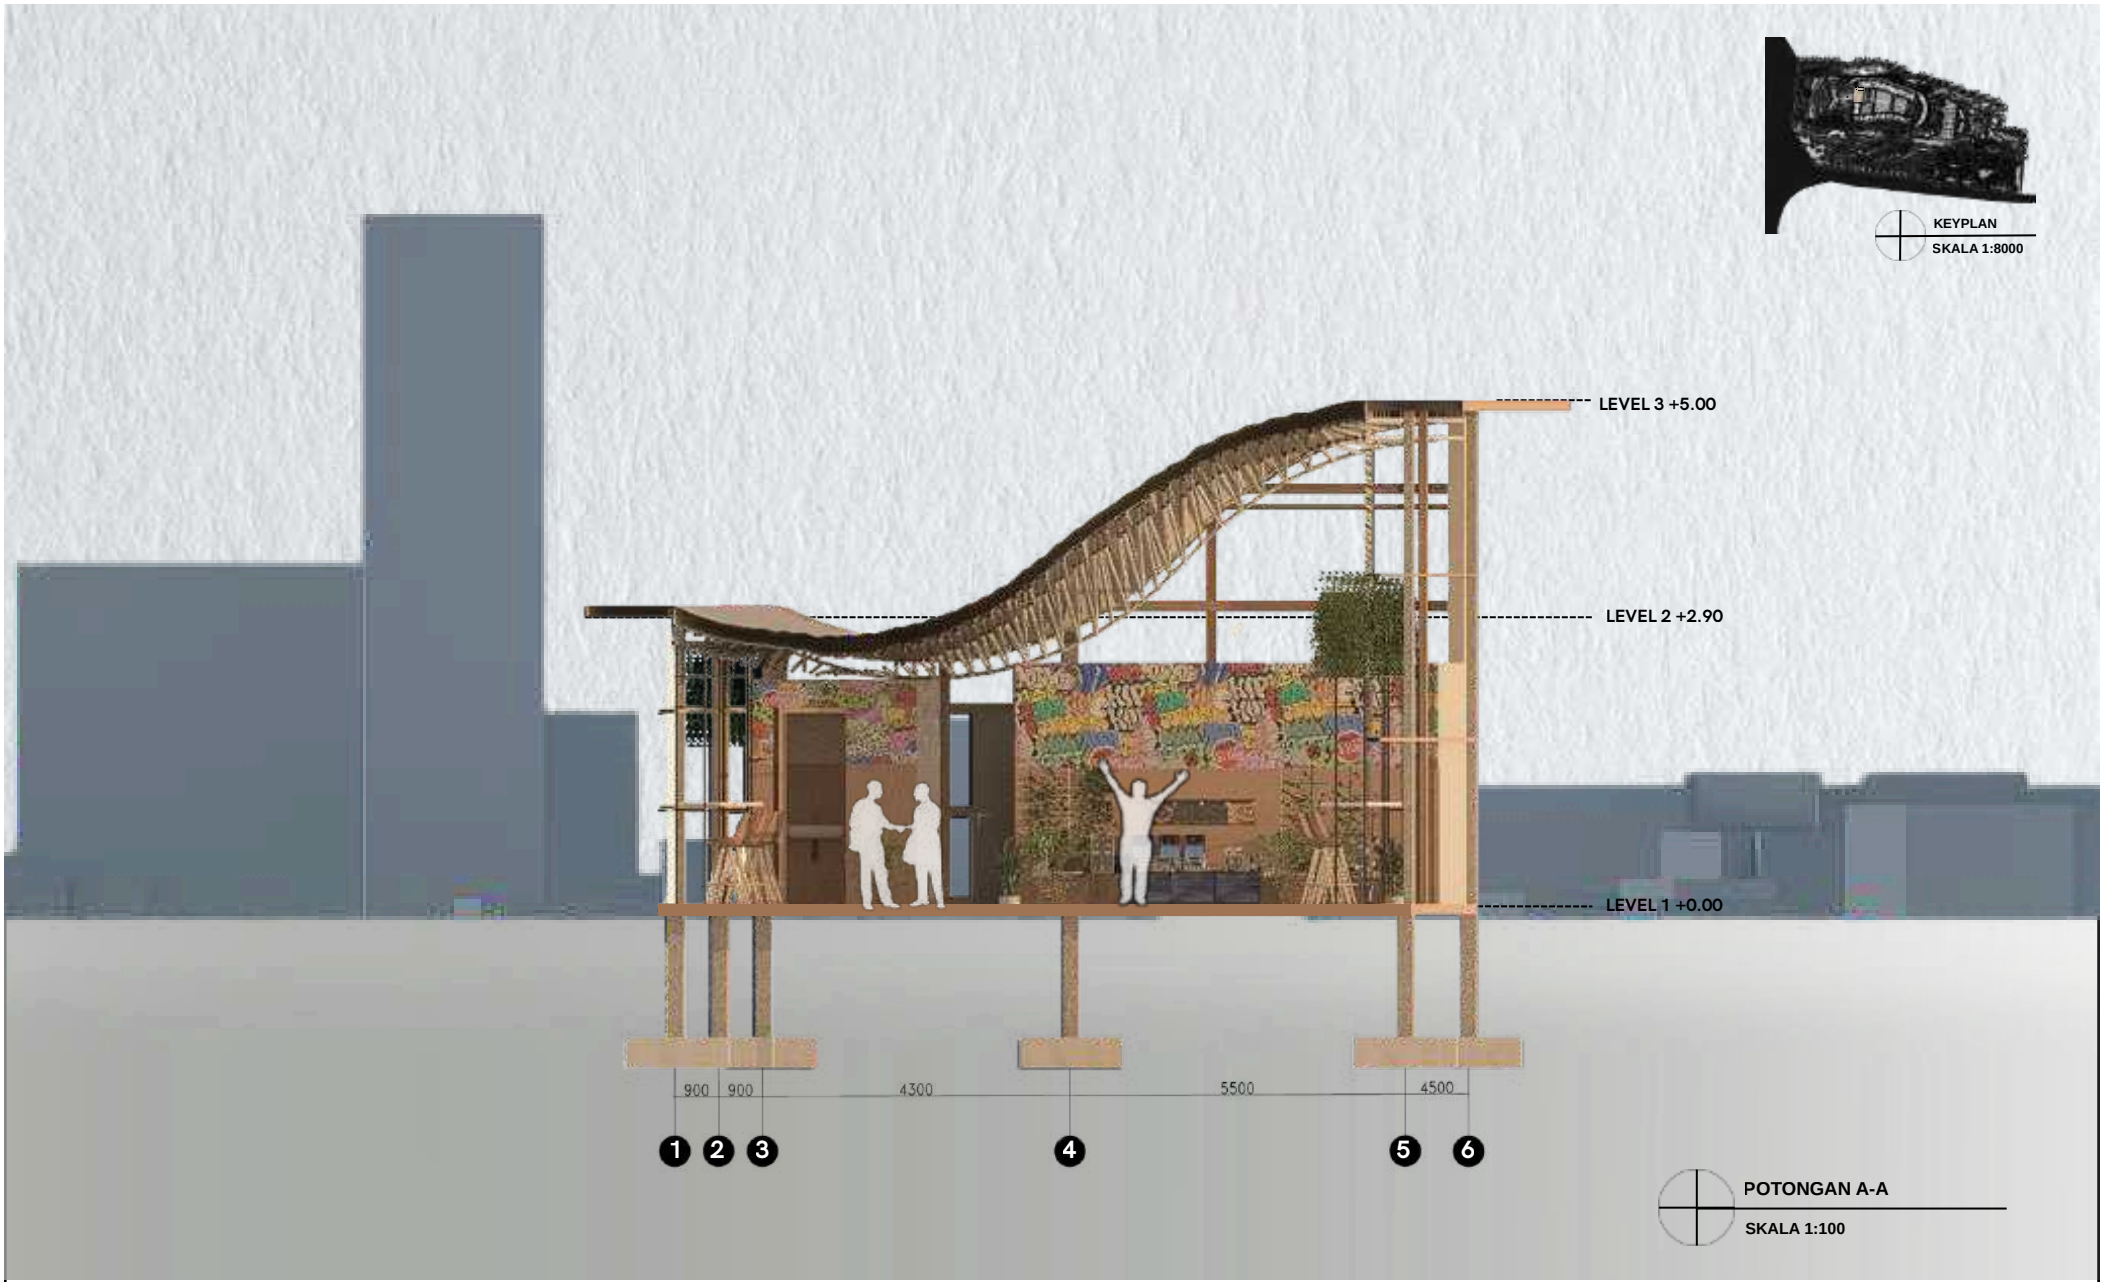 KEYPLAN
SKALA 1:8000
LEVEL 3 +5.00
LEVEL 2 +2.90
LEVEL 1 +0.00
900 900 4300 5500 4500
1 2 3 4 5 6
POTONGAN A-A
SKALA 1:100